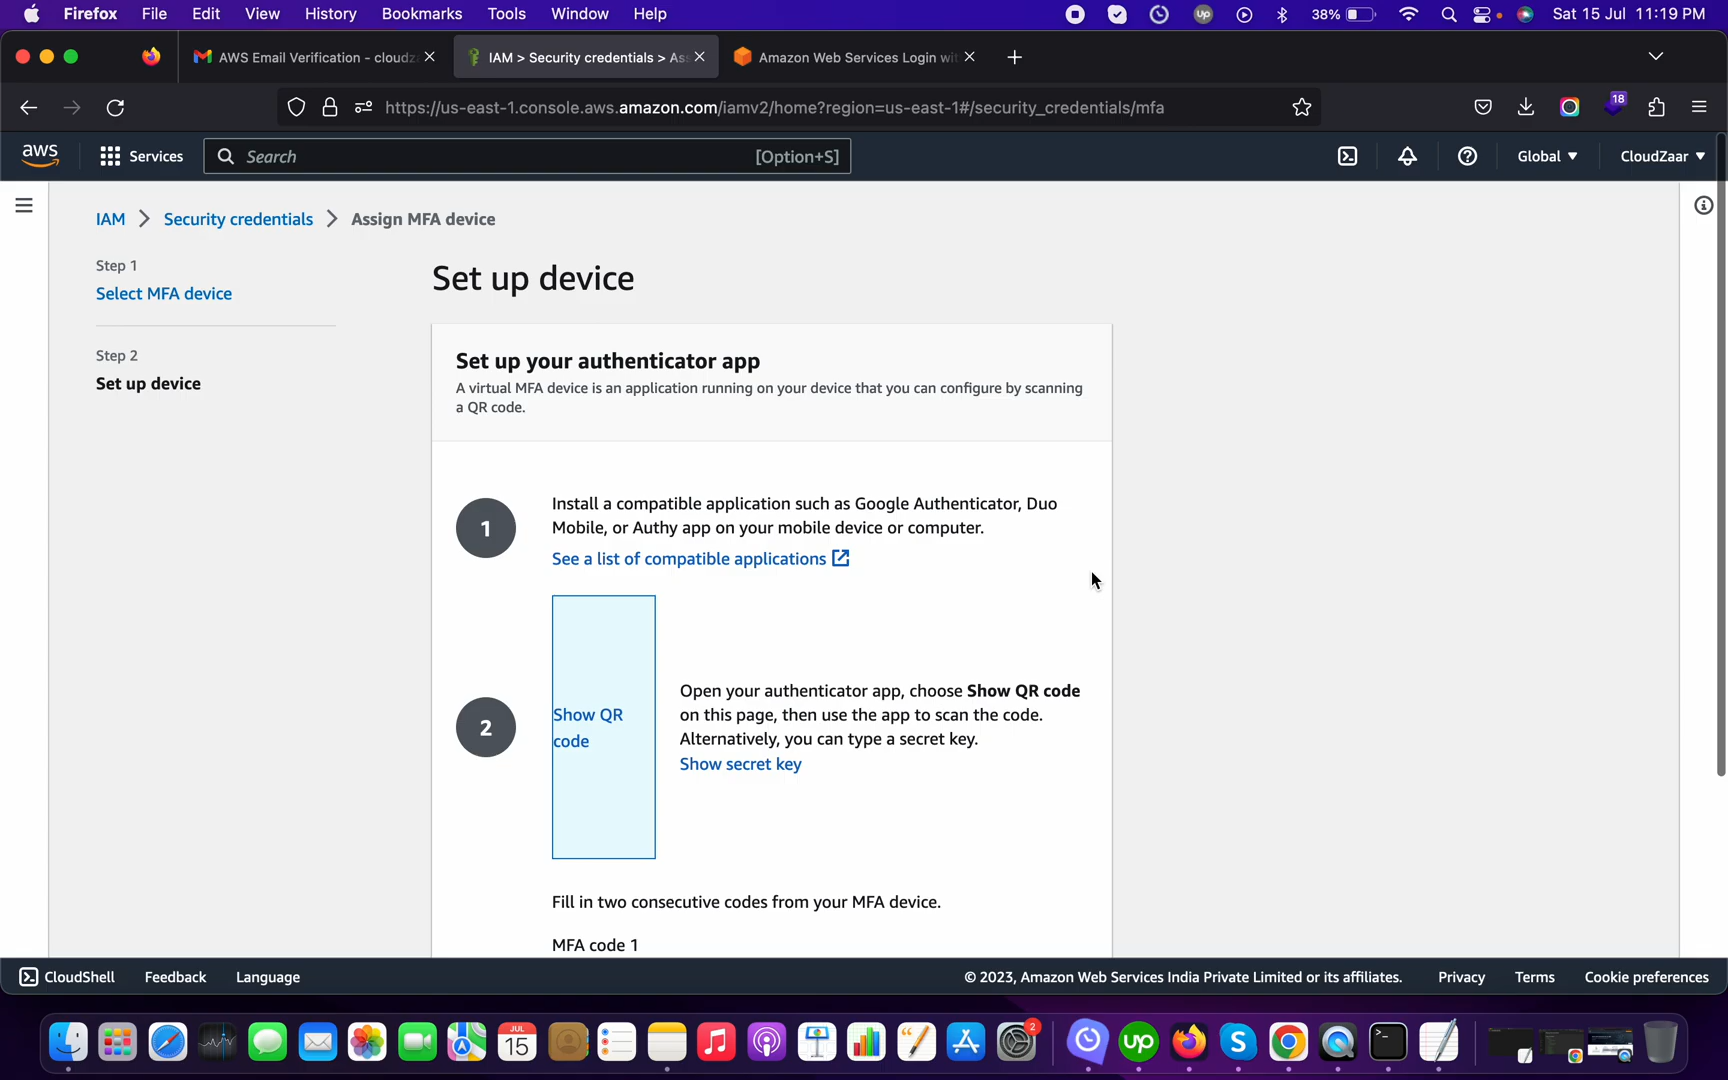 Firefox File Edit View History Bookmarks Tools Window Help
up 38% Sat 15 Jul 11:19 PM
AWS Email Verification - cloudz
IAM > Security credentials > As
Amazon Web Services Login wit
https://us-east-1.console.aws.amazon.com/iamv2/home?region=us-east-1#/security_credentials/mfa
18
aws Services Search [Option+S] Global CloudZaar
IAM > Security credentials > Assign MFA device
Step 1
Select MFA device
Step 2
Set up device
Set up device
Set up your authenticator app
A virtual MFA device is an application running on your device that you can configure by scanning
a QR code.
1
Install a compatible application such as Google Authenticator, Duo
Mobile, or Authy app on your mobile device or computer.
See a list of compatible applications
2
Show QR
code
Open your authenticator app, choose Show QR code
on this page, then use the app to scan the code.
Alternatively, you can type a secret key.
Show secret key
Fill in two consecutive codes from your MFA device.
MFA code 1
CloudShell Feedback Language © 2023, Amazon Web Services India Private Limited or its affiliates. Privacy Terms Cookie preferences
JUL
15
2
up